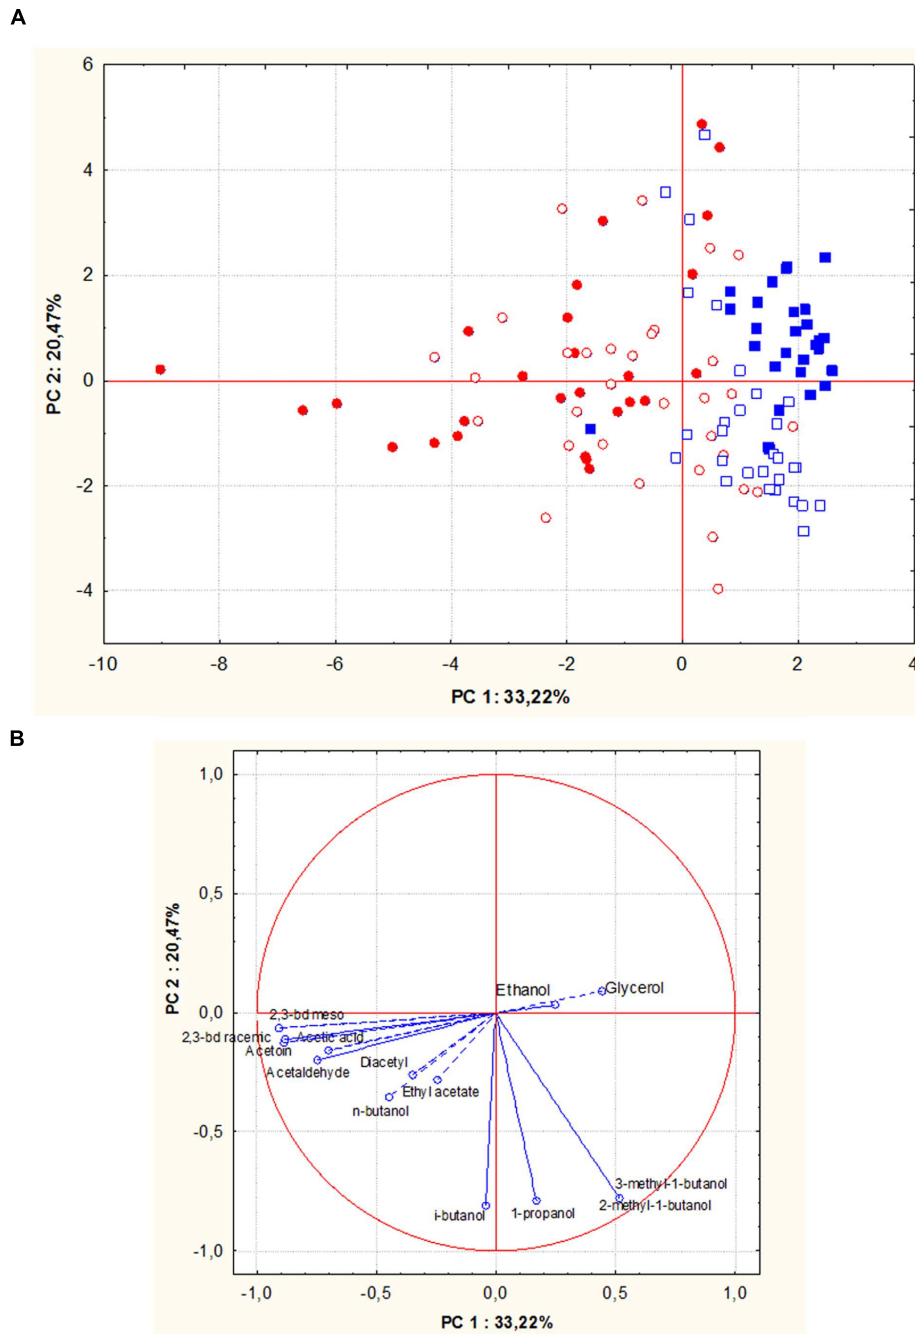 A
6
4
2
0
-2
-4
PC 2: 20,47%
-10
-8
-6
-4
-2
0
2
4
PC 1: 33,22%
B
1,0
0,5
0,0
-0,5
-1,0
PC 2 : 20,47%
Ethanol
Glycerol
2,3-bd meso
2,3-bd racemic
Acetic acid
Acetoin
Acetaldehyde
Diacetyl
Ethyl acetate
n-butanol
3-methyl-1-butanol
2-methyl-1-butanol
i-butanol
1-propanol
-1,0
-0,5
0,0
0,5
1,0
PC 1 : 33,22%